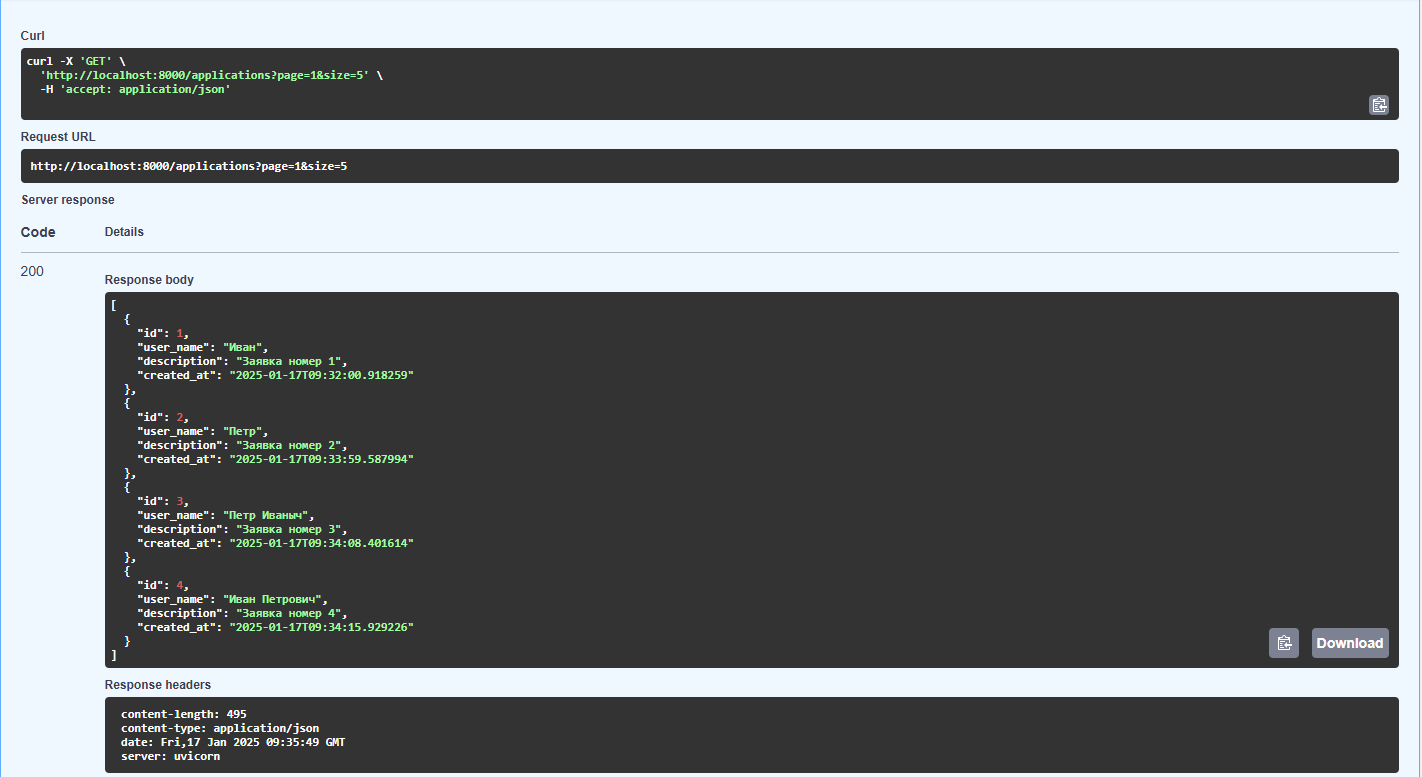 Curl
curl -X 'GET' \
  'http://localhost:8000/applications?page=1&size=5' \
  -H 'accept: application/json'
Request URL
http://localhost:8000/applications?page=1&size=5
Server response
Code Details
200
Response body
[
  {
    "id": 1,
    "user_name": "Иван",
    "description": "Заявка номер 1",
    "created_at": "2025-01-17T09:32:00.918259"
  },
  {
    "id": 2,
    "user_name": "Петр",
    "description": "Заявка номер 2",
    "created_at": "2025-01-17T09:33:59.587994"
  },
  {
    "id": 3,
    "user_name": "Петр Иваныч",
    "description": "Заявка номер 3",
    "created_at": "2025-01-17T09:34:08.401614"
  },
  {
    "id": 4,
    "user_name": "Иван Петрович",
    "description": "Заявка номер 4",
    "created_at": "2025-01-17T09:34:15.929226"
  }
]
Download
Response headers
content-length: 495
content-type: application/json
date: Fri,17 Jan 2025 09:35:49 GMT
server: uvicorn